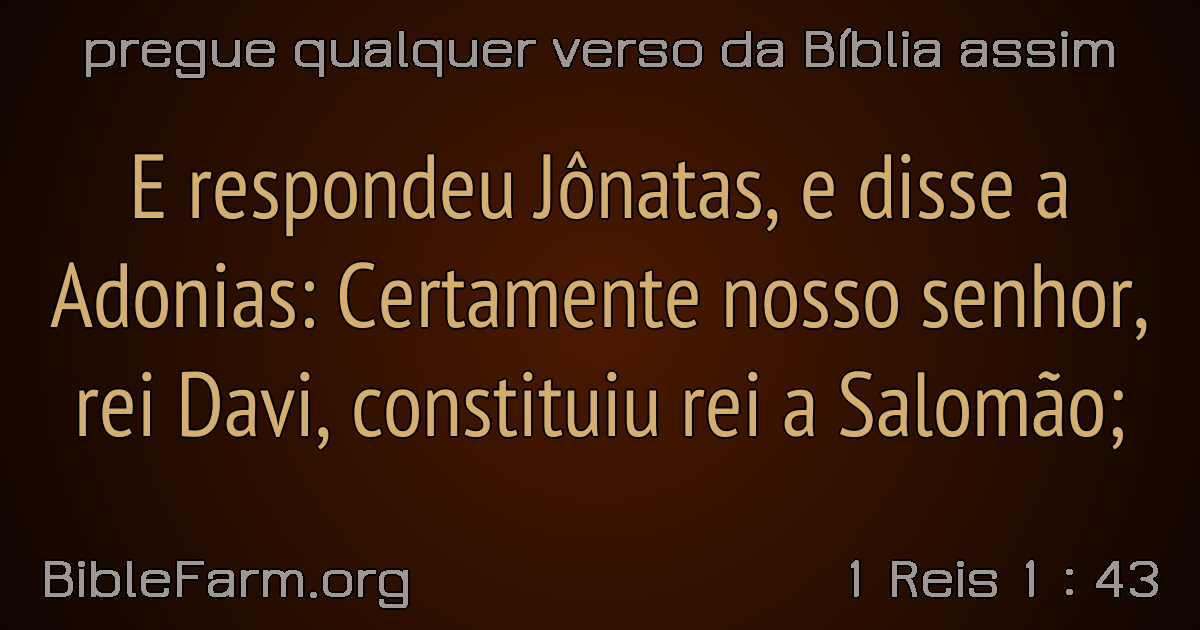 pregue qualquer verso da Bíblia assim
E respondeu Jônatas, e disse a
Adonias: Certamente nosso senhor,
rei Davi, constituiu rei a Salomão;
BibleFarm.org
1 Reis 1 : 43